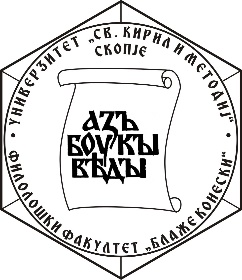 УНИВЕРЗИТЕТ „СВ. КИРИЛ И МЕТОДИЈ“
СКОПЈЕ
АЗЪ
БОУКЫ
ВѢДЫ
ФИЛОЛОШКИ ФАКУЛТЕТ „БЛАЖЕ КОНЕСКИ“